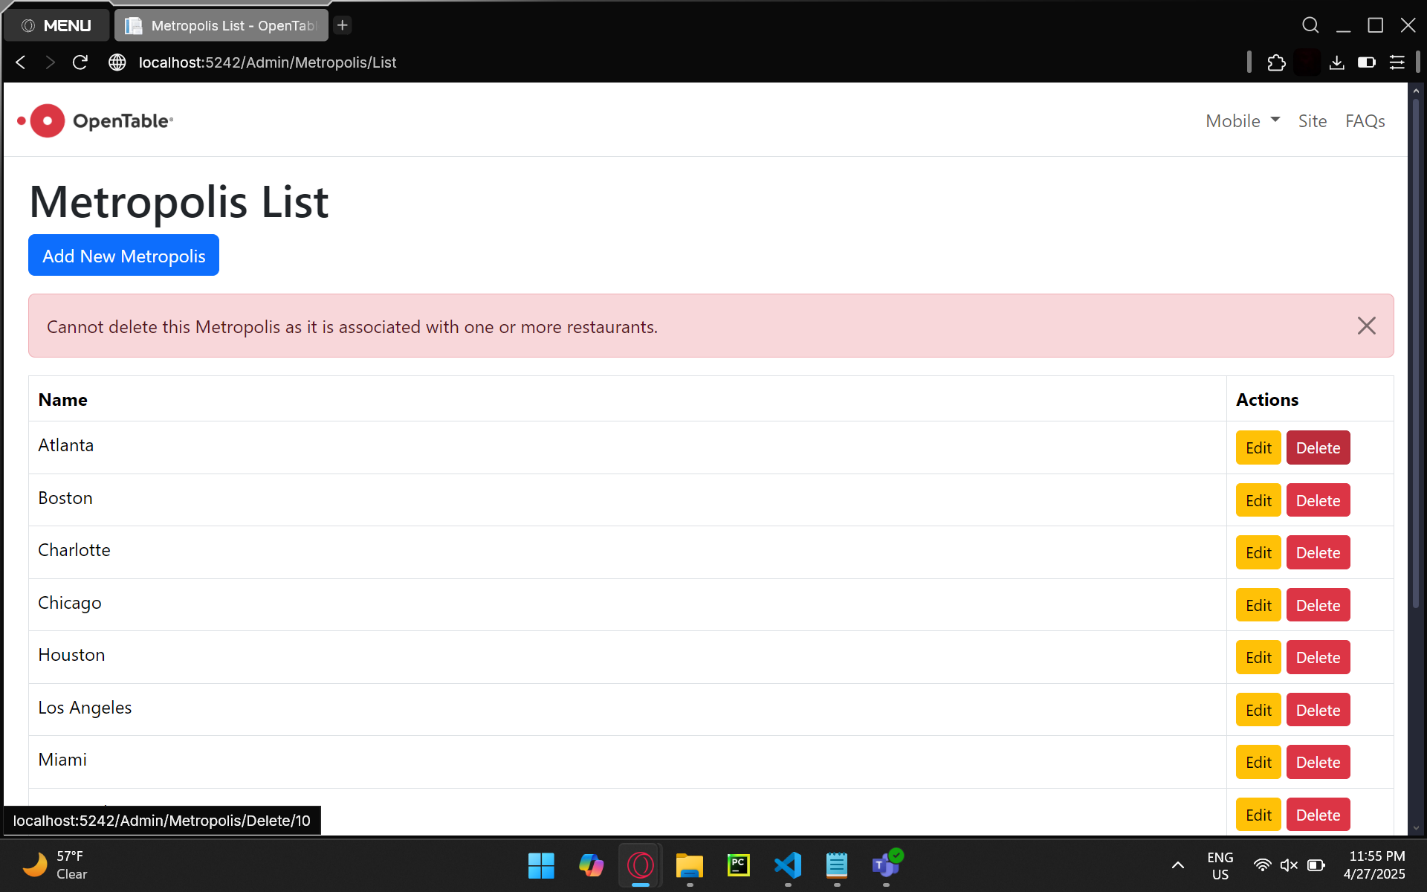 MENU
Metropolis List - OpenTab
localhost:5242/Admin/Metropolis/List
OpenTable
Mobile Site FAQs
Metropolis List
Add New Metropolis
Cannot delete this Metropolis as it is associated with one or more restaurants.
Name Actions
Atlanta Edit Delete
Boston Edit Delete
Charlotte Edit Delete
Chicago Edit Delete
Houston Edit Delete
Los Angeles Edit Delete
Miami Edit Delete
Edit Delete
localhost:5242/Admin/Metropolis/Delete/10
57°F
Clear
PC
T
ENG
US
11:55 PM
4/27/2025